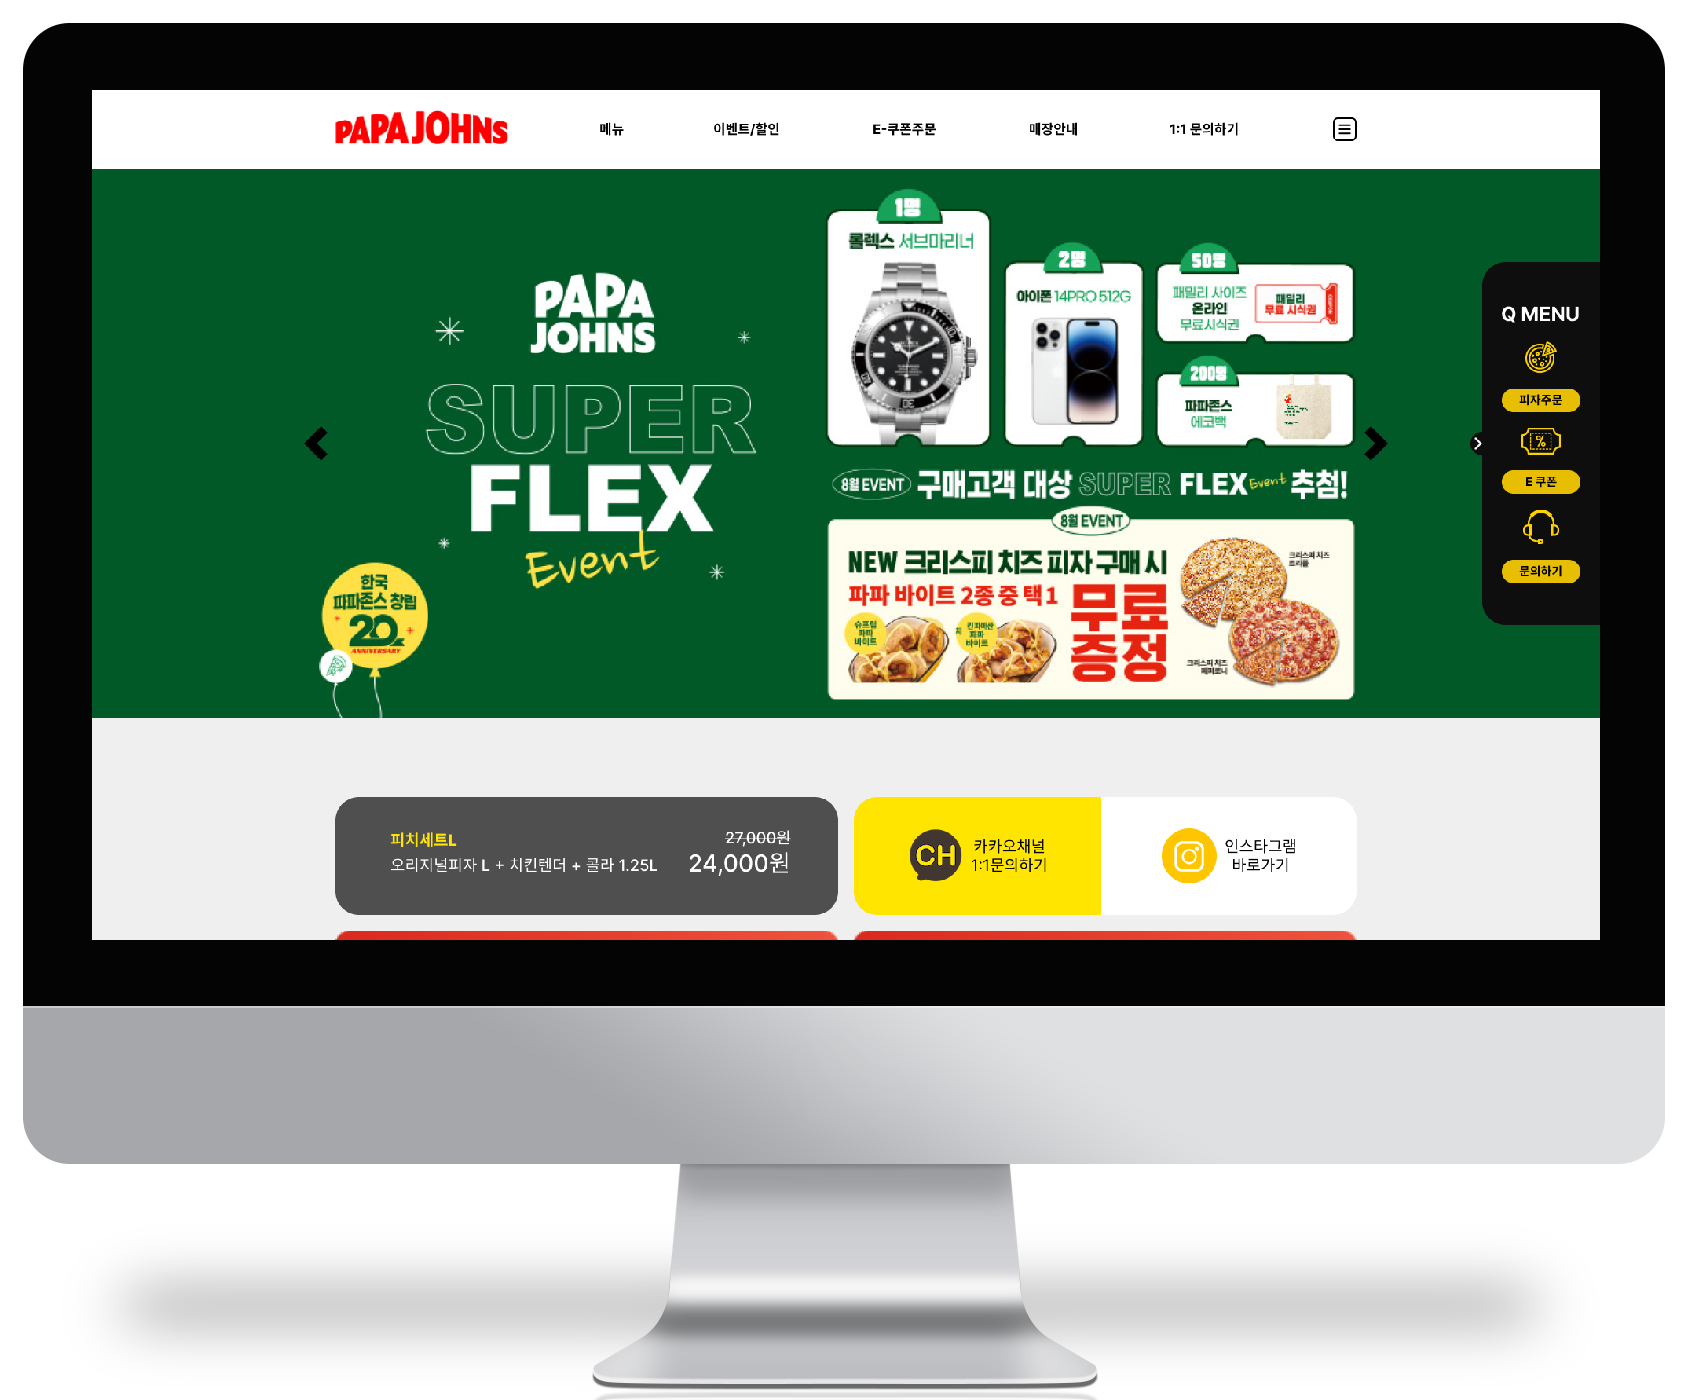 PAPA JOHNS
메뉴
이벤트/할인
E-쿠폰주문
매장안내
1:1 문의하기
PAPA
JOHNS
SUPER
FLEX
Event
한국
파파존스 창립
20
ANNIVERSARY
1명
롤렉스 서브마리너
2명
아이폰 14PRO 512G
50명
패밀리 사이즈
온라인
무료시식권
패밀리
무료 시식권
200명
파파존스
에코백
8월 EVENT 구매고객 대상 SUPER FLEX Event 추첨!
8월 EVENT
NEW 크리스피 치즈 피자 구매 시
파파 바이트 2종 중 택 1
무료
증정
슈프림
파파
바이트
치킨 파마산
파파
바이트
크리스피 치즈
트리플
크리스피 치즈
페퍼로니
Q MENU
피자주문
%
E 쿠폰
문의하기
피치세트L
오리지널피자 L + 치킨텐더 + 콜라 1.25L
27,000원
24,000원
CH
카카오채널
1:1문의하기
인스타그램
바로가기